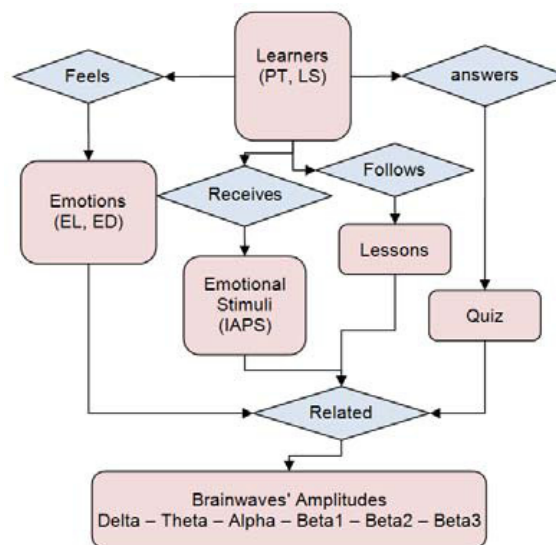 Learners
(PT, LS)
Feels
answers
Emotions
(EL, ED)
Receives
Follows
Emotional
Stimuli
(IAPS)
Lessons
Quiz
Related
Brainwaves' Amplitudes
Delta – Theta – Alpha – Beta1 – Beta2 – Beta3